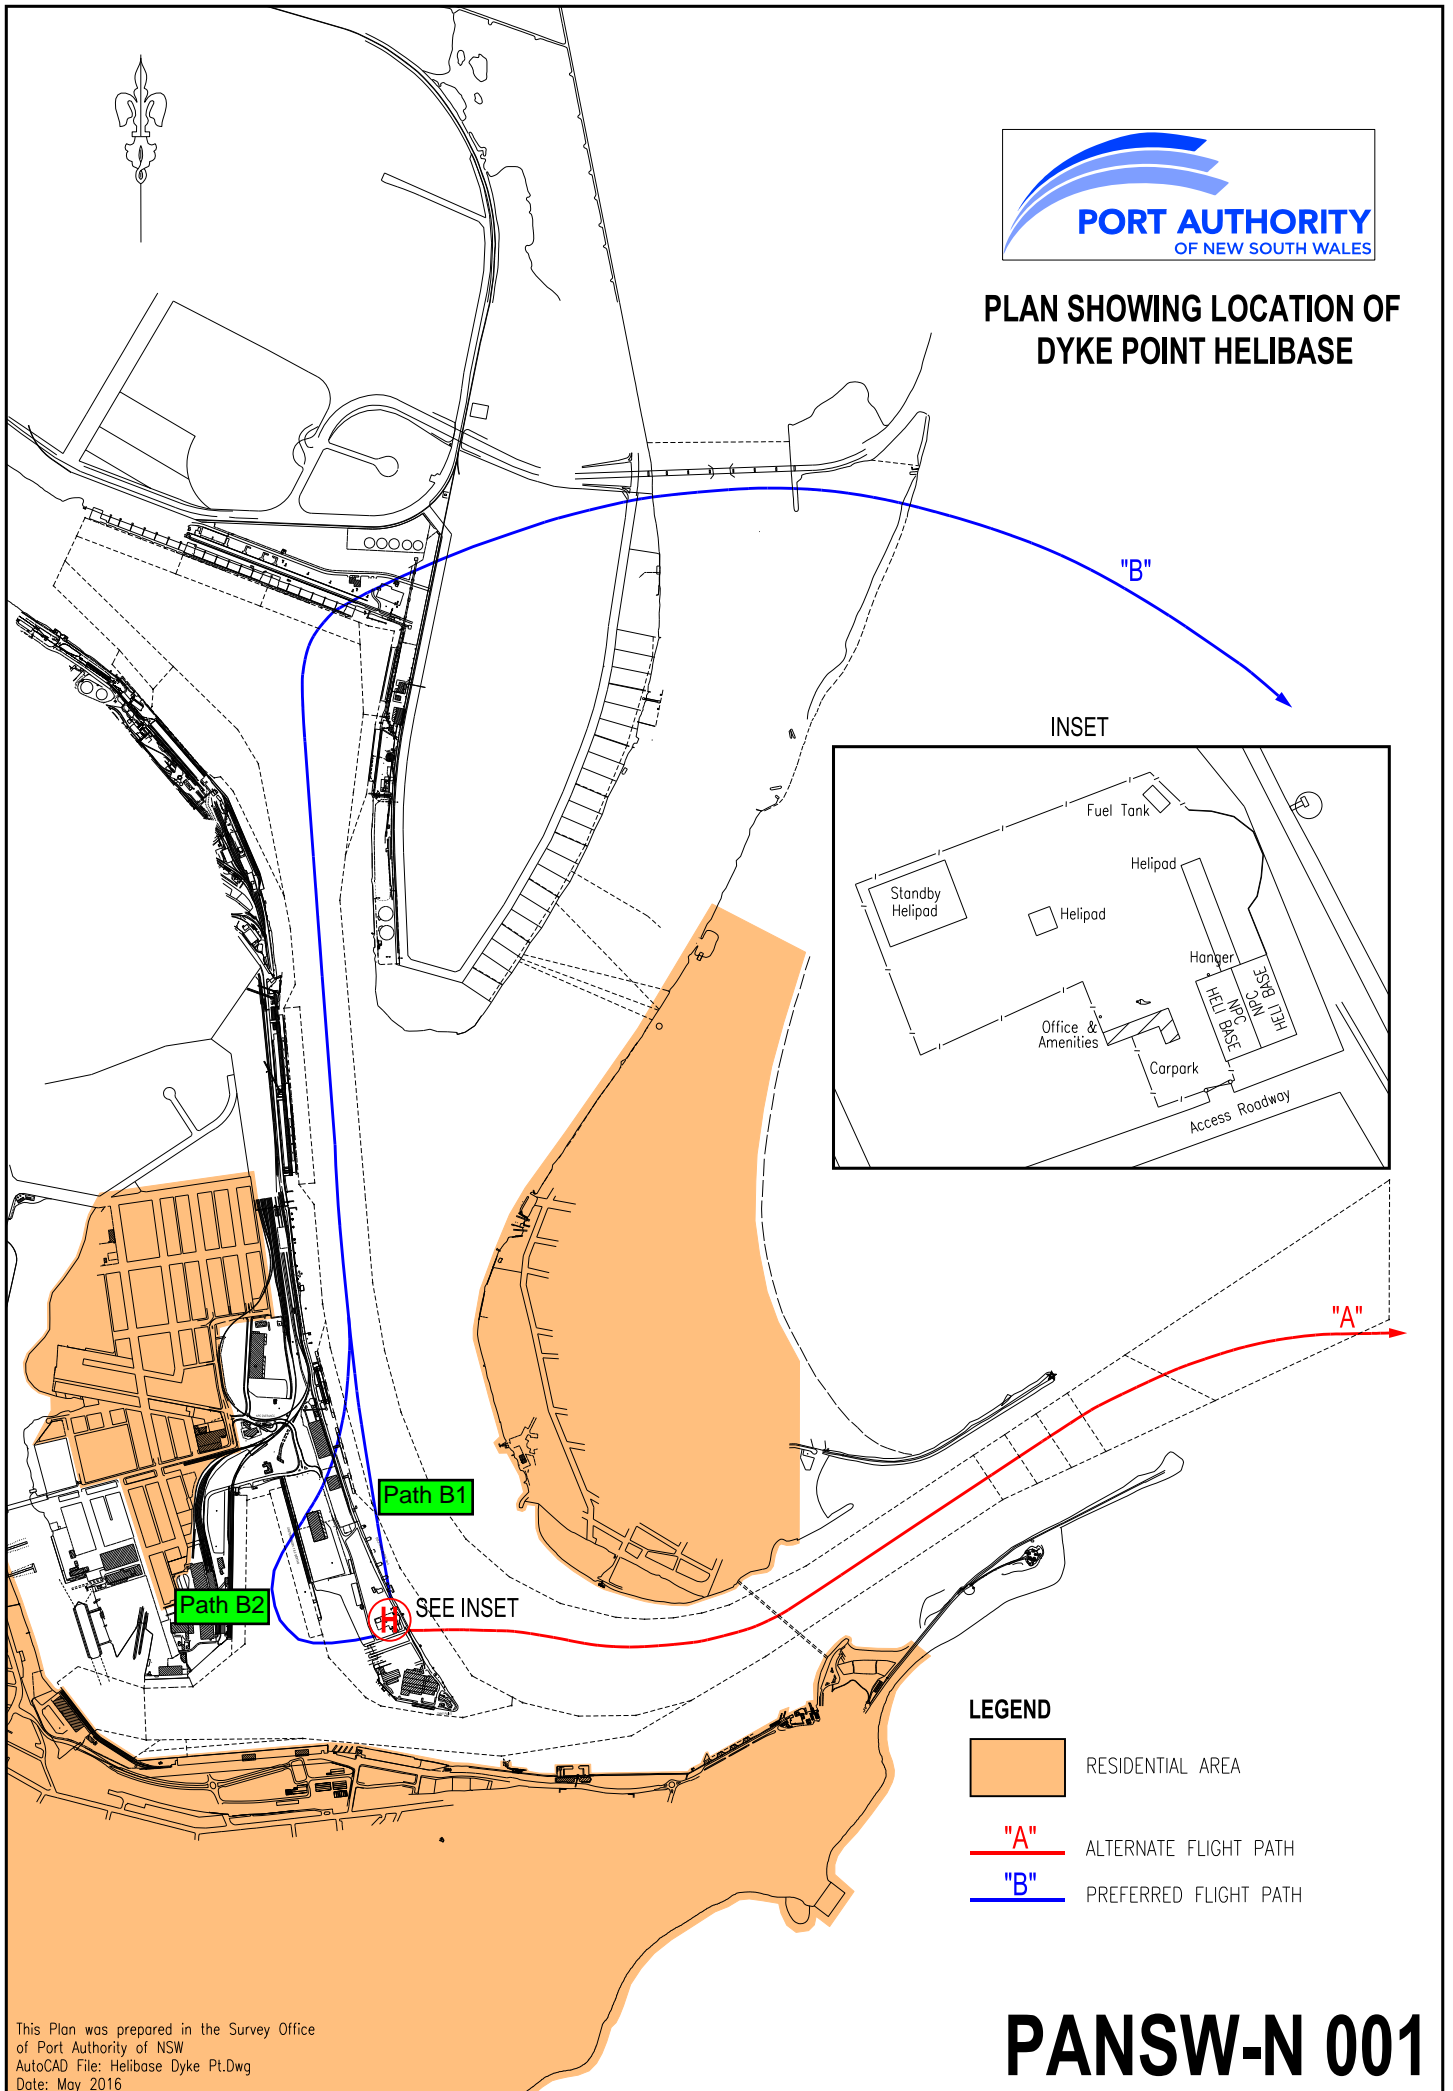 PORT AUTHORITY
OF NEW SOUTH WALES
PLAN SHOWING LOCATION OF
DYKE POINT HELIBASE
"B"
INSET
Fuel Tank
Helipad
Standby
Helipad
Helipad
Hanger
HELI BASE
NPC
NPC
HELI BASE
Office &
Amenities
Carpark
Access Roadway
"A"
Path B1
Path B2
H
SEE INSET
LEGEND
RESIDENTIAL AREA
"A" ALTERNATE FLIGHT PATH
"B" PREFERRED FLIGHT PATH
This Plan was prepared in the Survey Office
of Port Authority of NSW
AutoCAD File: Helibase Dyke Pt.Dwg
Date: May 2016
PANSW-N 001